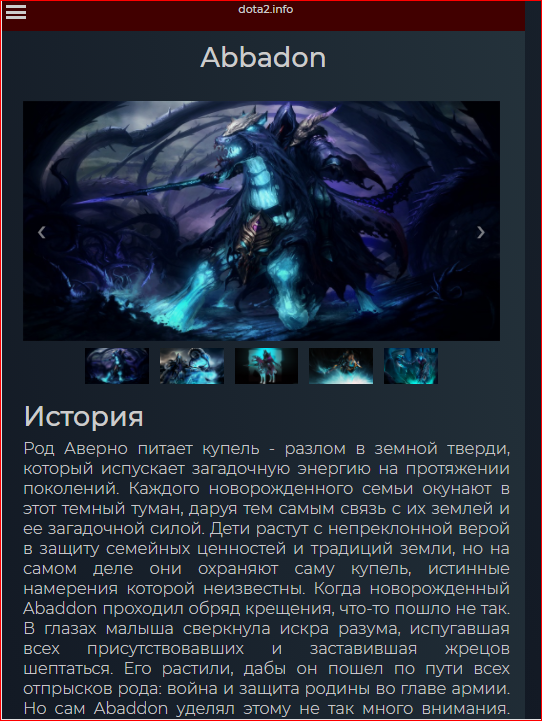 dota2.info
Abbadon
История
Род Аверно питает купель - разлом в земной тверди,
который испускает загадочную энергию на протяжении
поколений. Каждого новорожденного семьи окунают в
этот темный туман, даруя тем самым связь с их землей и
ее загадочной силой. Дети растут с непреклонной верой
в защиту семейных ценностей и традиций земли, но на
самом деле они охраняют саму купель, истинные
намерения которой неизвестны. Когда новорожденный
Abaddon проходил обряд крещения, что-то пошло не так.
В глазах малыша сверкнула искра разума, испугавшая
всех присутствовавших и заставившая жрецов
шептаться. Его растили, дабы он пошел по пути всех
отпрысков рода: война и защита родины во главе армии.
Но сам Abaddon уделял этому не так много внимания.